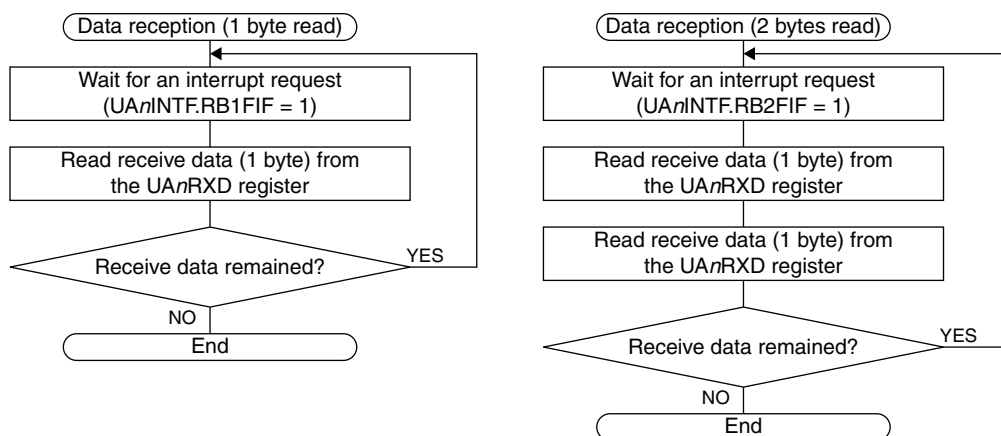 Data reception (1 byte read)
Wait for an interrupt request
(UAnINTF.RB1FIF = 1)
Read receive data (1 byte) from
the UAnRXD register
Receive data remained?
YES
NO
End
Data reception (2 bytes read)
Wait for an interrupt request
(UAnINTF.RB2FIF = 1)
Read receive data (1 byte) from
the UAnRXD register
Read receive data (1 byte) from
the UAnRXD register
Receive data remained?
YES
NO
End